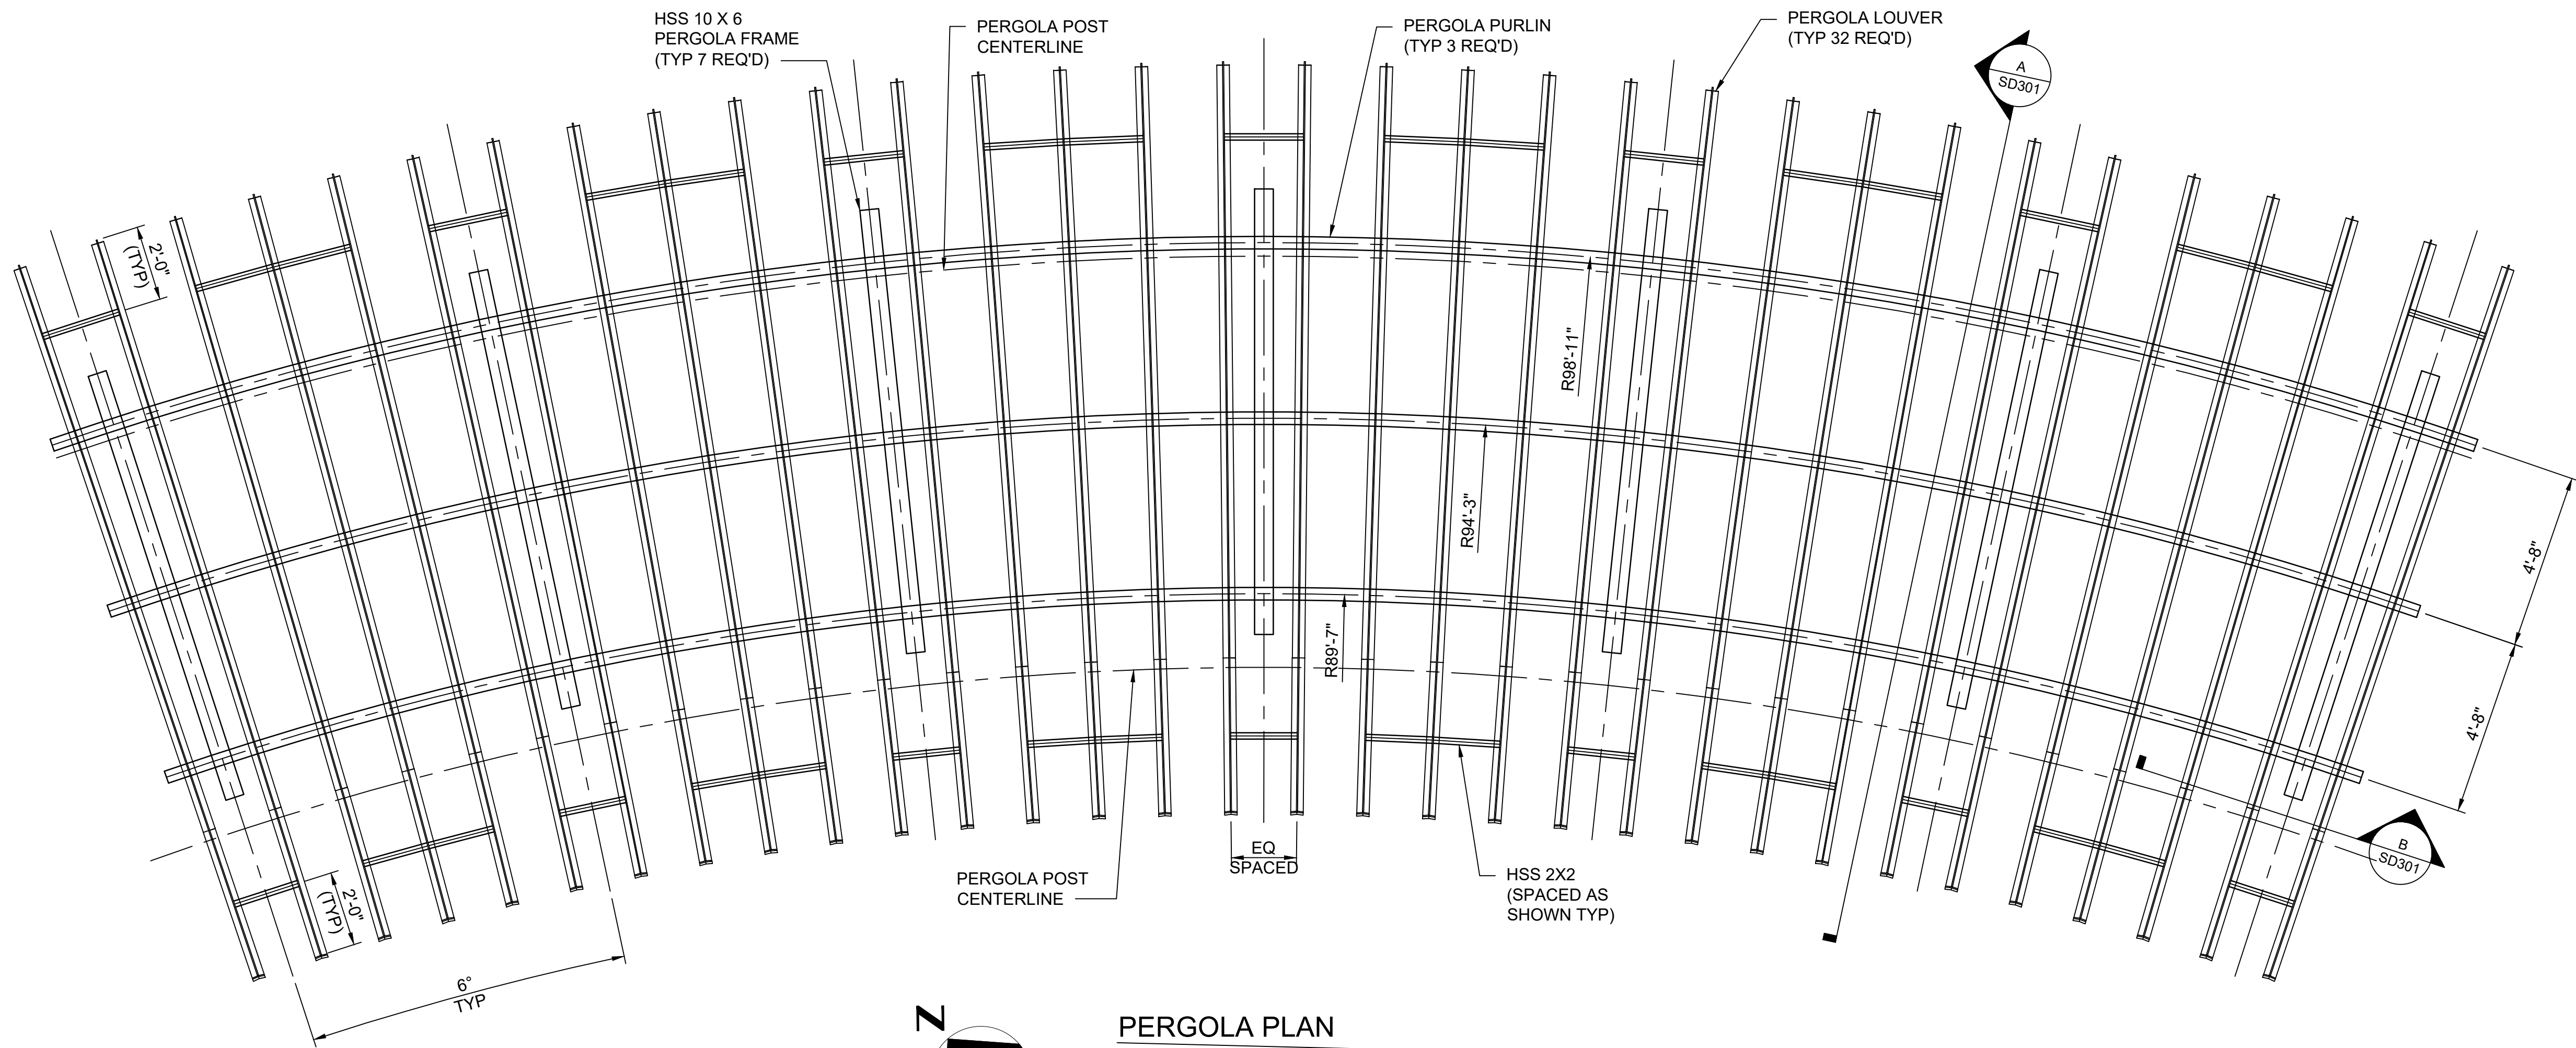 HSS 10 X 6
PERGOLA FRAME
(TYP 7 REQ'D)
PERGOLA POST
CENTERLINE
PERGOLA PURLIN
(TYP 3 REQ'D)
PERGOLA LOUVER
(TYP 32 REQ'D)
A
SD301
2'-0"
(TYP)
R98'-11"
R94'-3"
R89'-7"
4'-8"
4'-8"
B
SD301
EQ
SPACED
PERGOLA POST
CENTERLINE
HSS 2X2
(SPACED AS
SHOWN TYP)
2'-0"
(TYP)
6°
TYP
N
PERGOLA PLAN